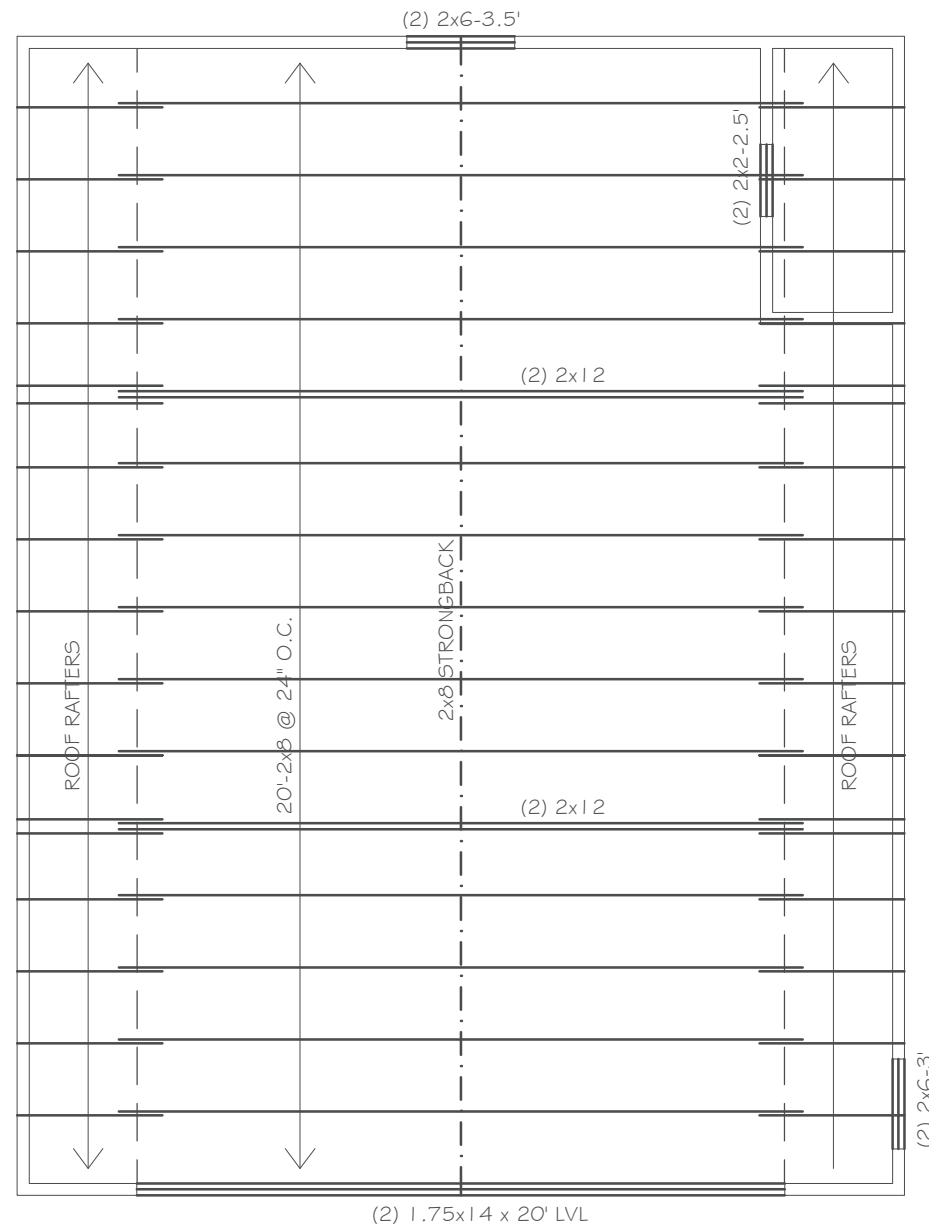 (2) 2x6-3.5'
(2) 2x2-2.5'
(2) 2x12
2x8 STRONGBACK
20'-2x8 @ 24" O.C.
ROOF RAFTERS
ROOF RAFTERS
(2) 2x12
(2) 2x6-3'
(2) 1.75x14 x 20' LVL